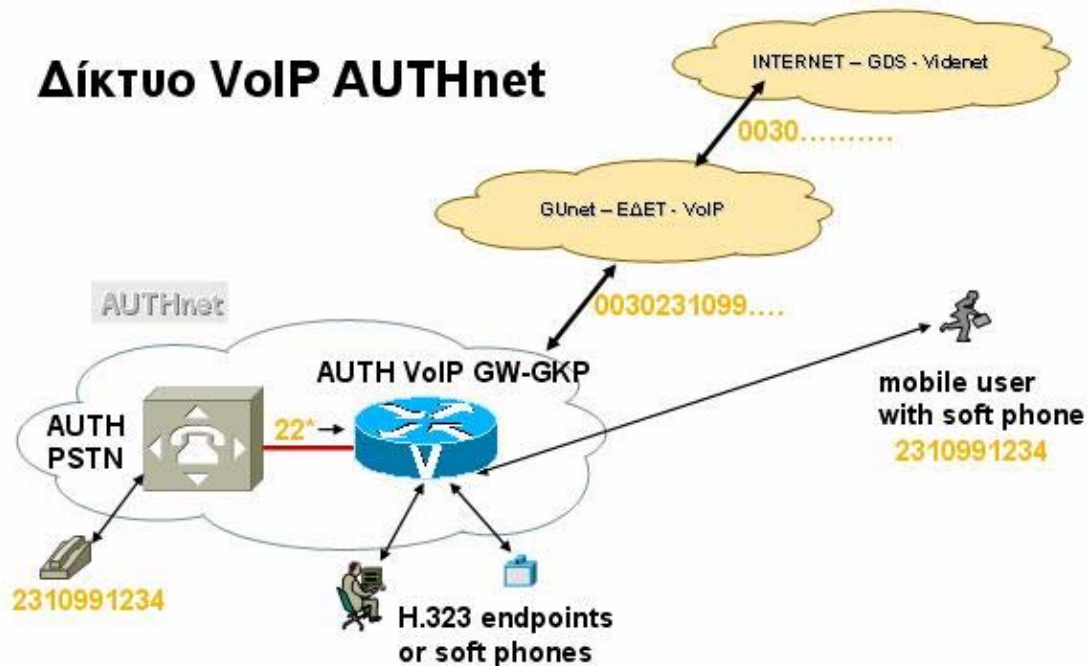 Δίκτυο VoIP AUTHnet
INTERNET – GDS - Videnet
0030..........
GUnet – ΕΔΕΤ - VoIP
0030231099....
AUTHnet
AUTH VoIP GW-GKP
AUTH
PSTN
22*
V
mobile user
with soft phone
2310991234
2310991234
H.323 endpoints
or soft phones